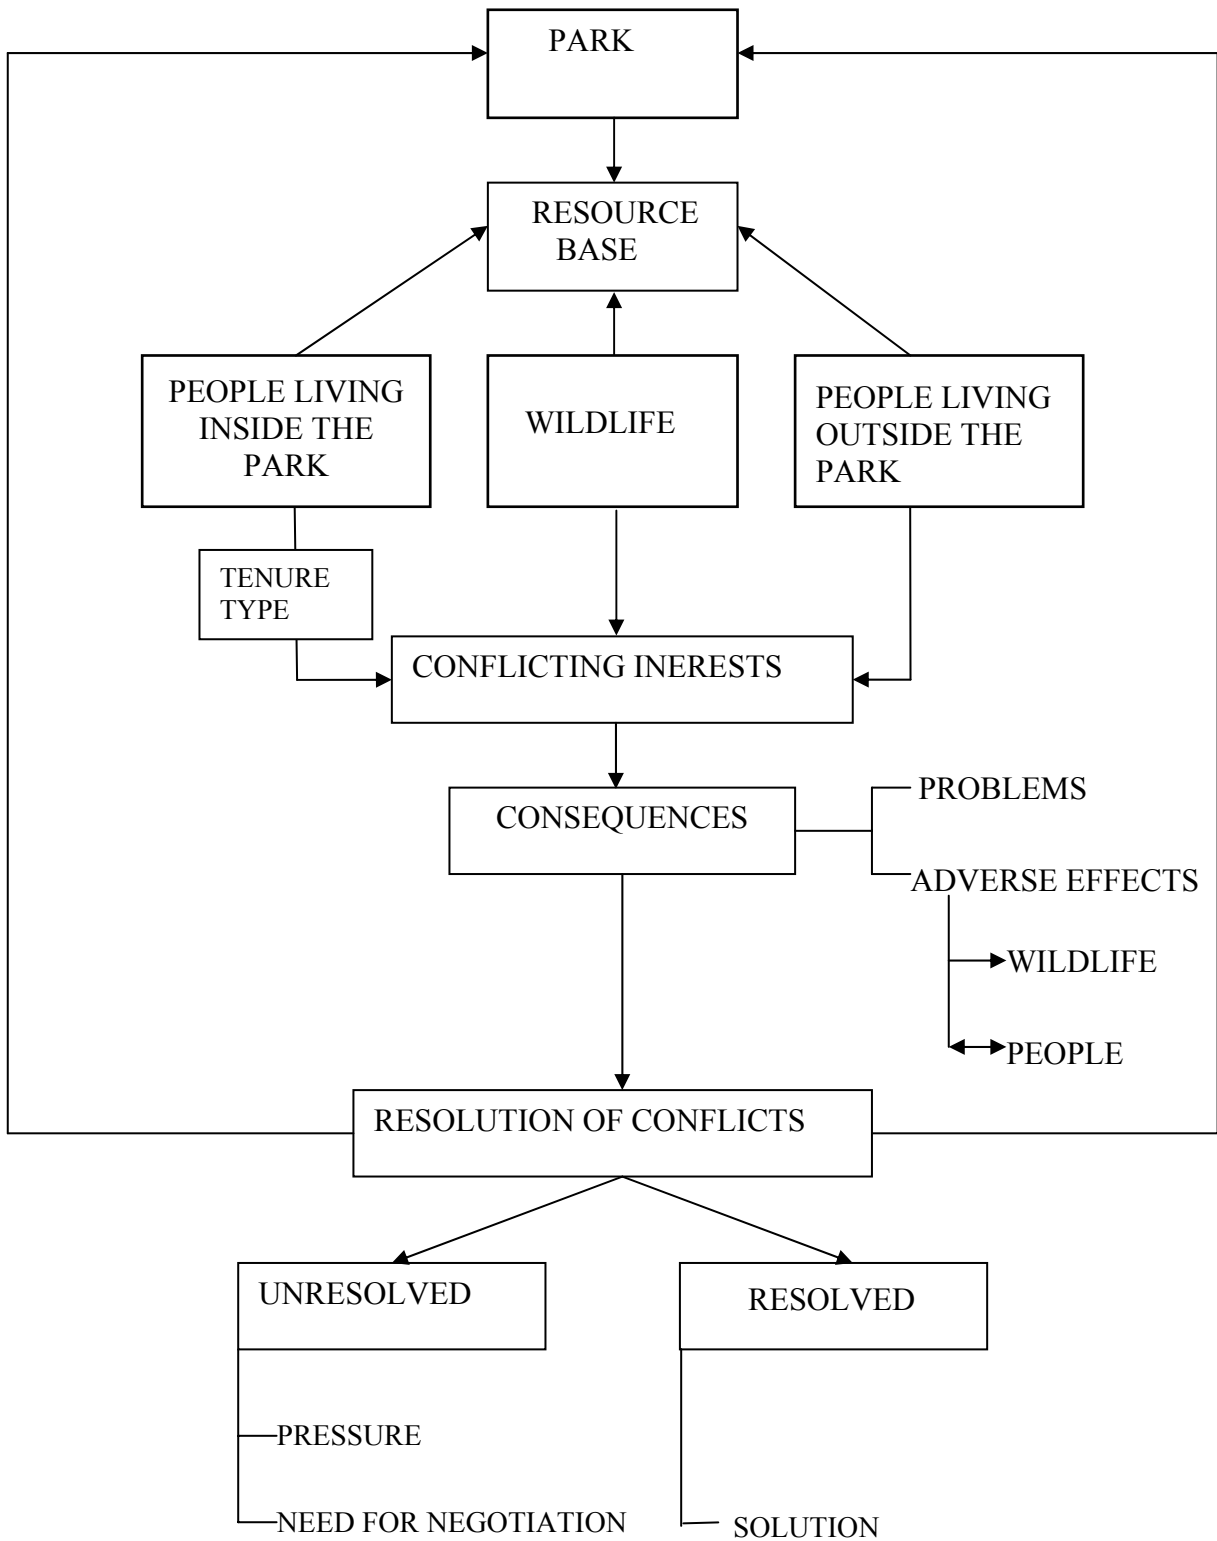 PARK
RESOURCE
BASE
PEOPLE LIVING
INSIDE THE
PARK
WILDLIFE
PEOPLE LIVING
OUTSIDE THE
PARK
TENURE
TYPE
CONFLICTING INERESTS
CONSEQUENCES
PROBLEMS
ADVERSE EFFECTS
WILDLIFE
PEOPLE
RESOLUTION OF CONFLICTS
UNRESOLVED
RESOLVED
PRESSURE
NEED FOR NEGOTIATION
SOLUTION